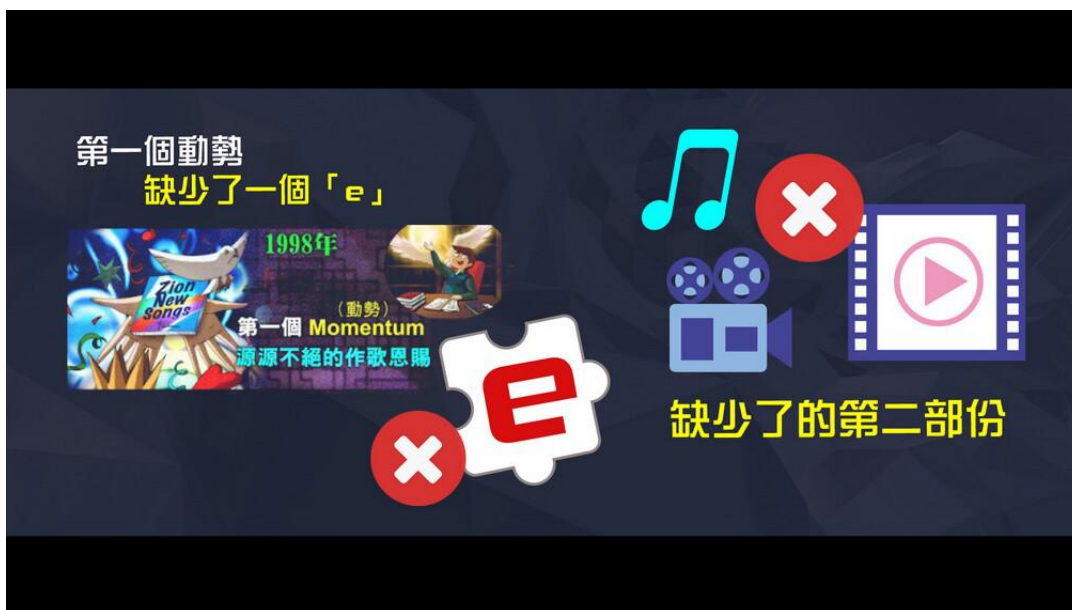 第一個動勢
缺少了一個「e」
1998年
Zion
New
Songs
(動勢)
第一個 Momentum
源源不絕的作歌恩賜
e
缺少了的第二部份